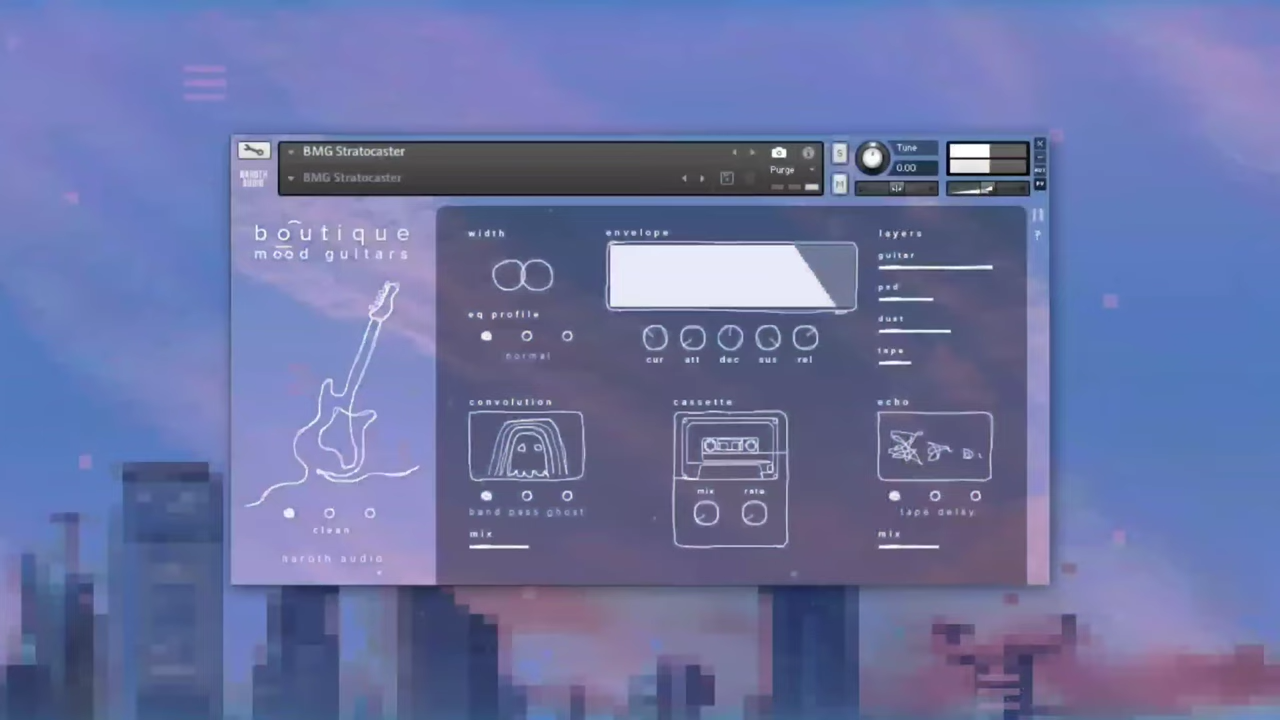 BMG Stratocaster
BMG Stratocaster
Purge
S
M
Tune
0.00
NAROTH
AUDIO
boutique
mood guitars
clean
naroth audio
width
eq profile
normal
envelope
cur att dec sus rel
layers
guitar
pad
dust
tape
convolution
band pass ghost
mix
cassette
mix rate
echo
tape delay
mix
?